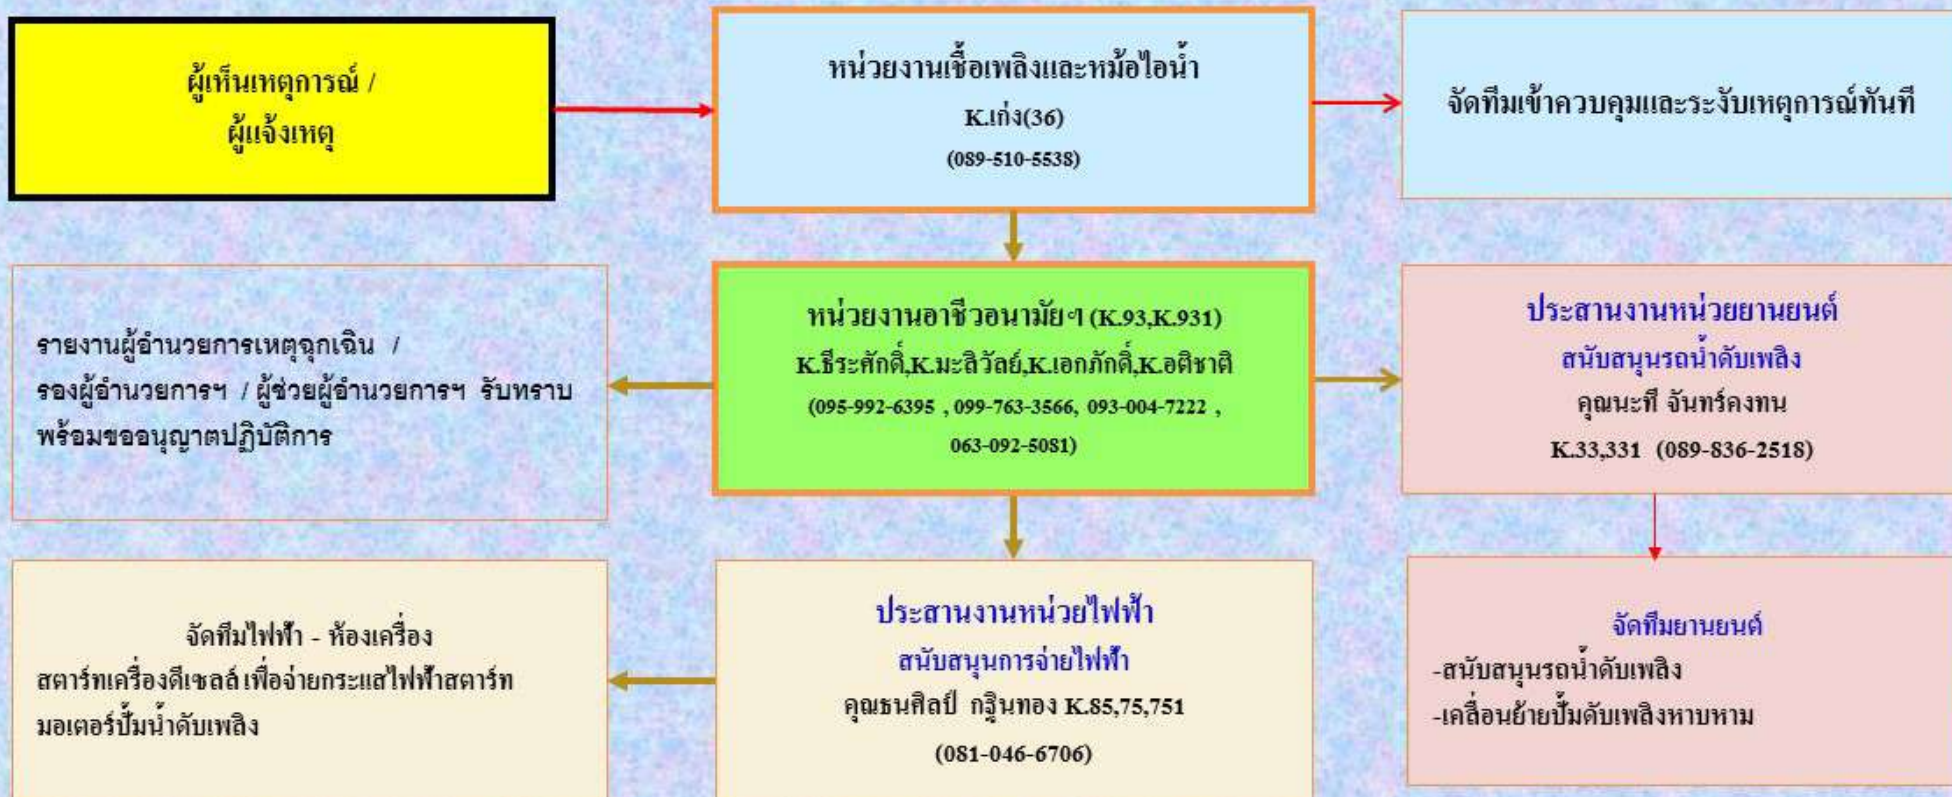 ผู้เห็นเหตุการณ์ /
ผู้แจ้งเหตุ
หน่วยงานเชื้อเพลิงและหม้อไอน้ำ
K.เก่ง(36)
(089-510-5538)
จัดทีมเข้าควบคุมและระงับเหตุการณ์ทันที
รายงานผู้อำนวยการเหตุฉุกเฉิน /
รองผู้อำนวยการฯ / ผู้ช่วยผู้อำนวยการฯ รับทราบ
พร้อมขออนุญาตปฏิบัติการ
หน่วยงานอาชีวอนามัยฯ (K.93,K.931)
K.ธีระศักดิ์,K.มะลิวัลย์,K.เอกภักดิ์,K.อติชาติ
(095-992-6395 , 099-763-3566, 093-004-7222 ,
063-092-5081)
ประสานงานหน่วยยานยนต์
สนับสนุนรถน้ำดับเพลิง
คุณนะที จันทร์คงทน
K.33,331 (089-836-2518)
จัดทีมไฟฟ้า - ห้องเครื่อง
สตาร์ทเครื่องดีเซลล์ เพื่อจ่ายกระแสไฟฟ้าสตาร์ท
มอเตอร์ปั้มน้ำดับเพลิง
ประสานงานหน่วยไฟฟ้า
สนับสนุนการจ่ายไฟฟ้า
คุณธนศิลป์ กฐินทอง K.85,75,751
(081-046-6706)
จัดทีมยานยนต์
-สนับสนุนรถน้ำดับเพลิง
-เคลื่อนย้ายปั้มดับเพลิงหาบหาม